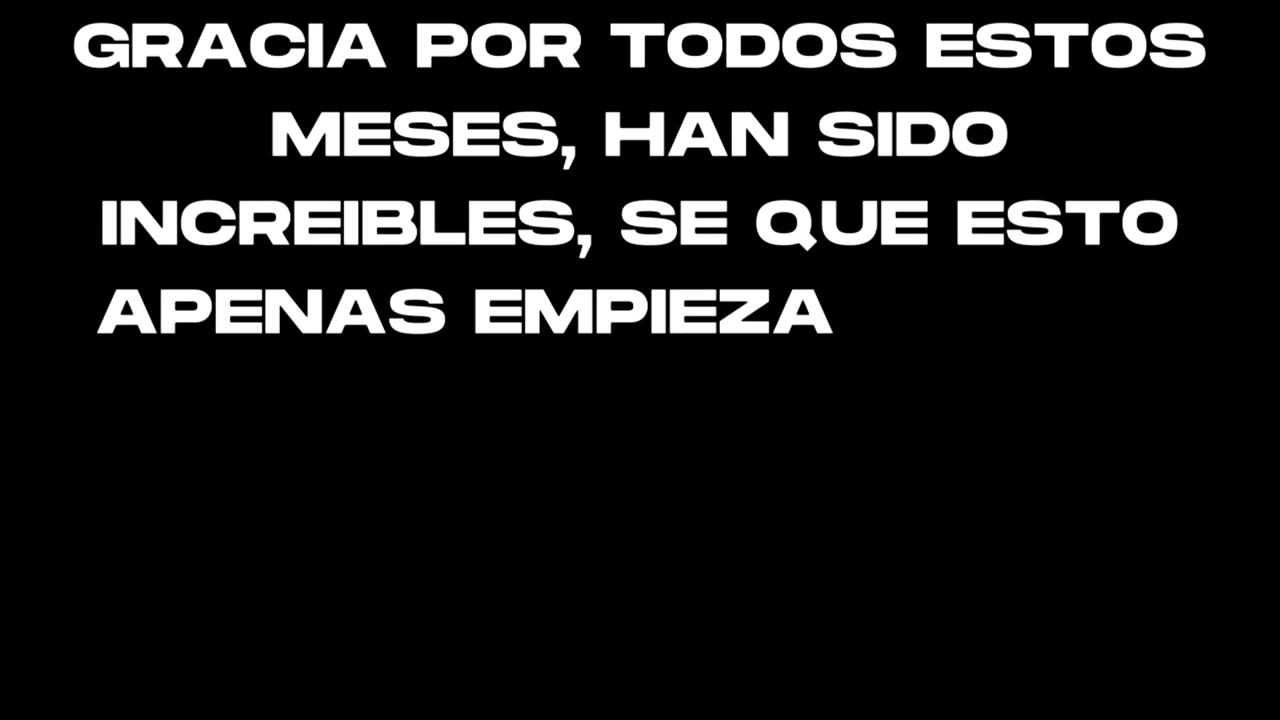 GRACIA POR TODOS ESTOS
MESES, HAN SIDO
INCREIBLES, SE QUE ESTO
APENAS EMPIEZA